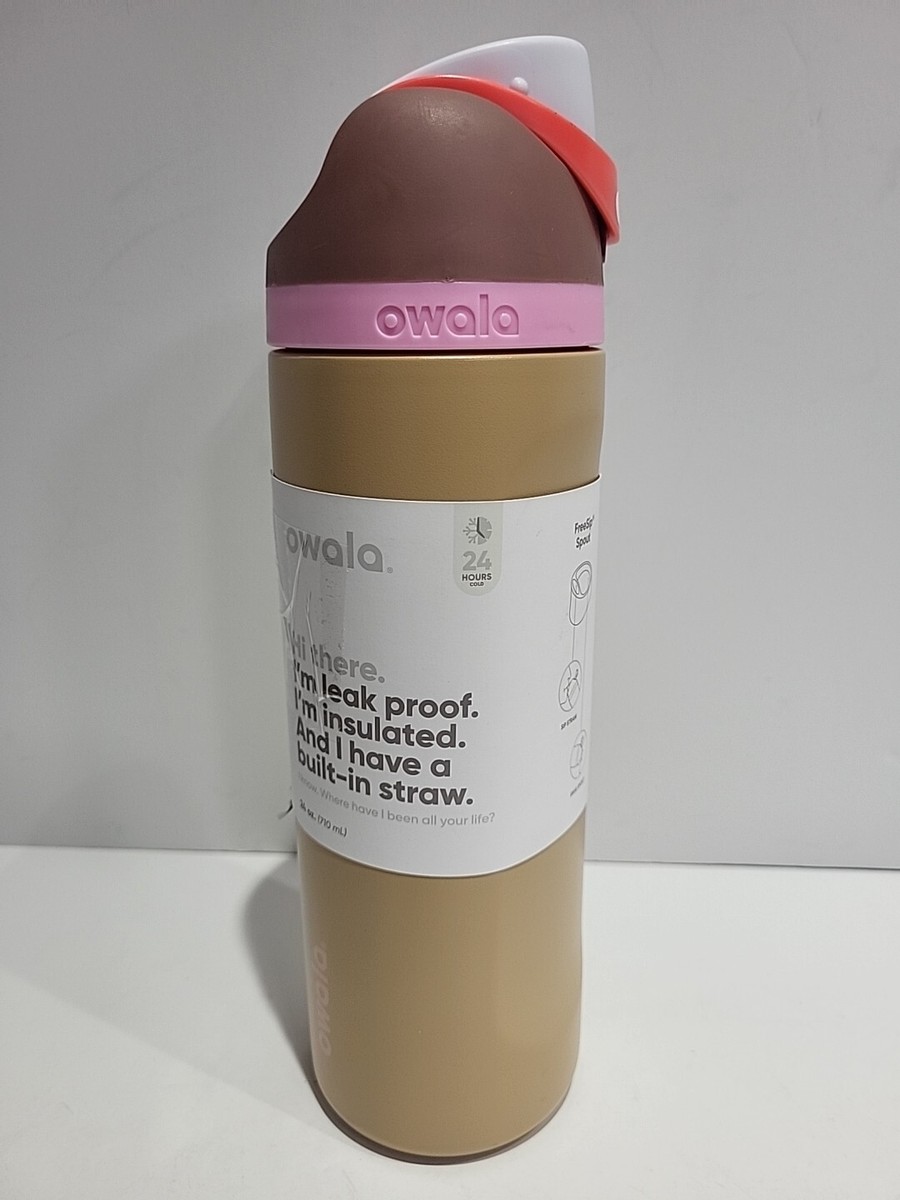 owala
owala.
24
HOURS
COLD
FreeSip
Spout
Hi there.
I'm leak proof.
I'm insulated.
And I have a
built-in straw.
know. Where have I been all your life?
24 oz. (710 mL)
owala